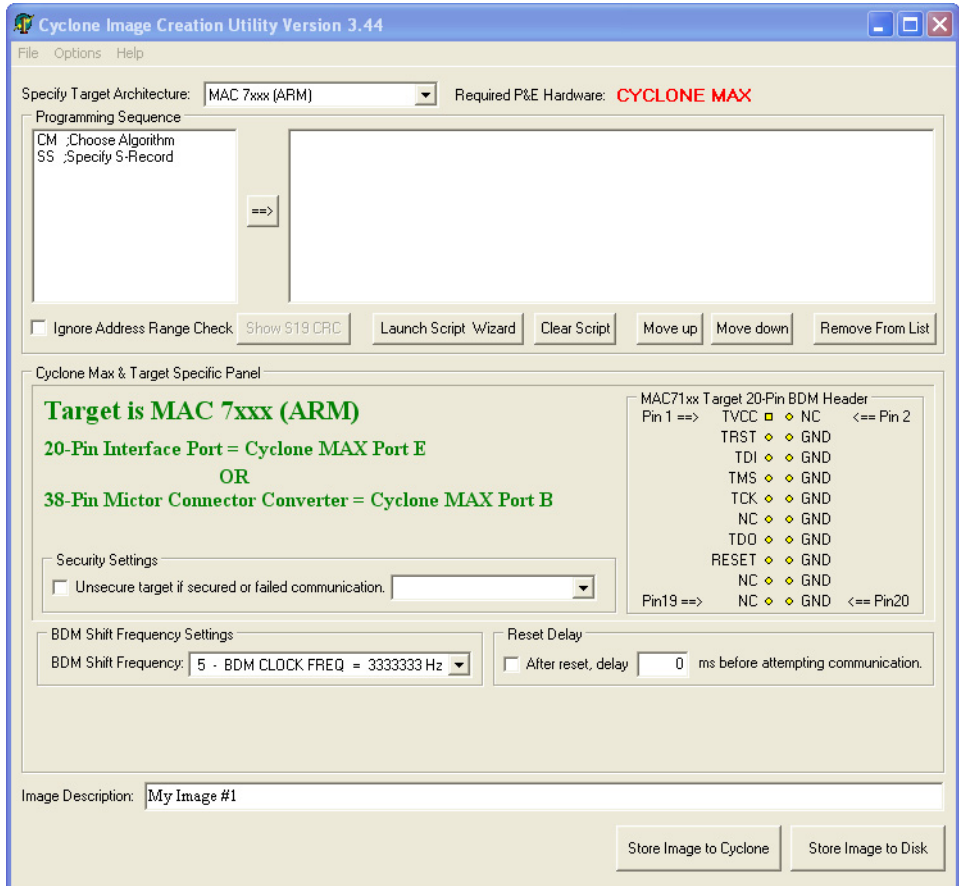 Cyclone Image Creation Utility Version 3.44
File Options Help
Specify Target Architecture: MAC 7xxx (ARM) Required P&E Hardware: CYCLONE MAX
Programming Sequence
CM ;Choose Algorithm
SS ;Specify S-Record
==>
Ignore Address Range Check Show S19 CRC Launch Script Wizard Clear Script Move up Move down Remove From List
Cyclone Max & Target Specific Panel
Target is MAC 7xxx (ARM)
20-Pin Interface Port = Cyclone MAX Port E
OR
38-Pin Mictor Connector Converter = Cyclone MAX Port B
MAC71xx Target 20-Pin BDM Header
Pin 1 ==> TVCC NC <== Pin 2
TRST GND
TDI GND
TMS GND
TCK GND
NC GND
TDO GND
RESET GND
NC GND
Pin19 ==> NC GND <== Pin20
Security Settings
Unsecure target if secured or failed communication.
BDM Shift Frequency Settings
BDM Shift Frequency: 5 - BDM CLOCK FREQ = 3333333 Hz
Reset Delay
After reset, delay 0 ms before attempting communication.
Image Description: My Image #1
Store Image to Cyclone Store Image to Disk